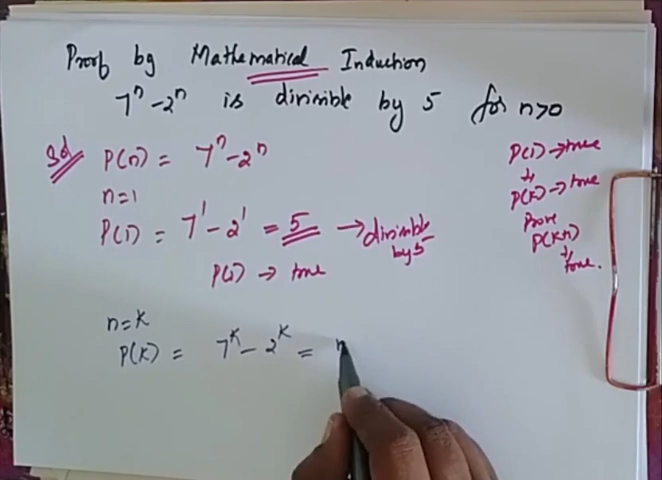 Proof by Mathematical Induction
7ⁿ - 2ⁿ is divisible by 5 for n>0
Sol
P(n) = 7ⁿ - 2ⁿ
n=1
P(1) = 7¹ - 2¹ = 5 → divisible
by 5
P(1) → true
n=k
P(k) = 7ᵏ - 2ᵏ =
P(1) → true
↓
P(k) → true
Prove
P(k+1)
↓
true.